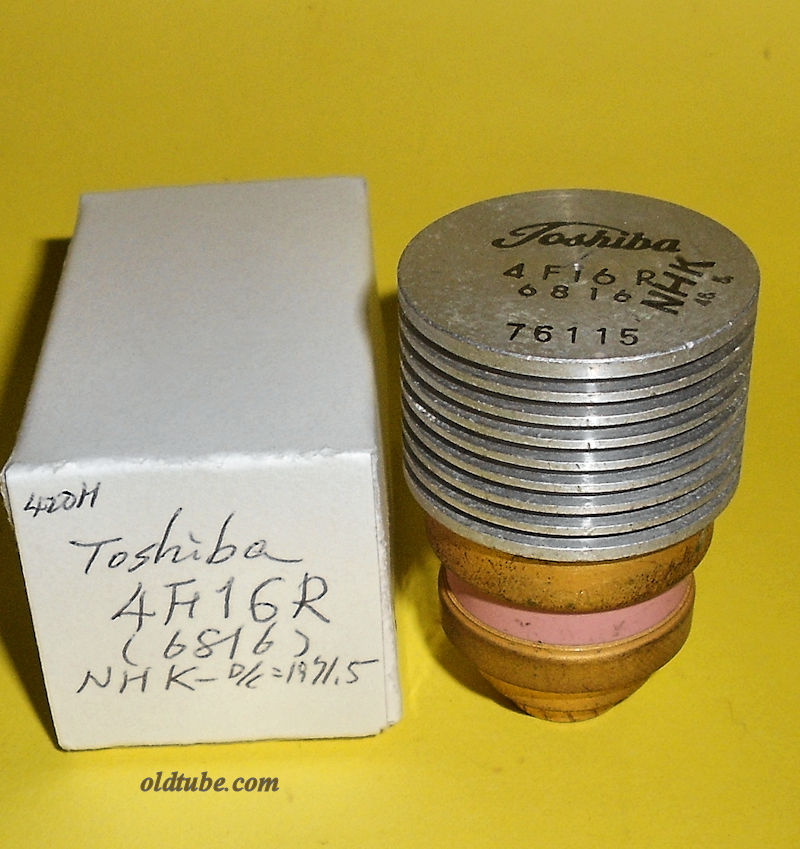 420H
Toshiba
4F16R
(6816)
NHK-D/C=1971.5
Toshiba
4F16R
6816
NHK
76115
oldtube.com